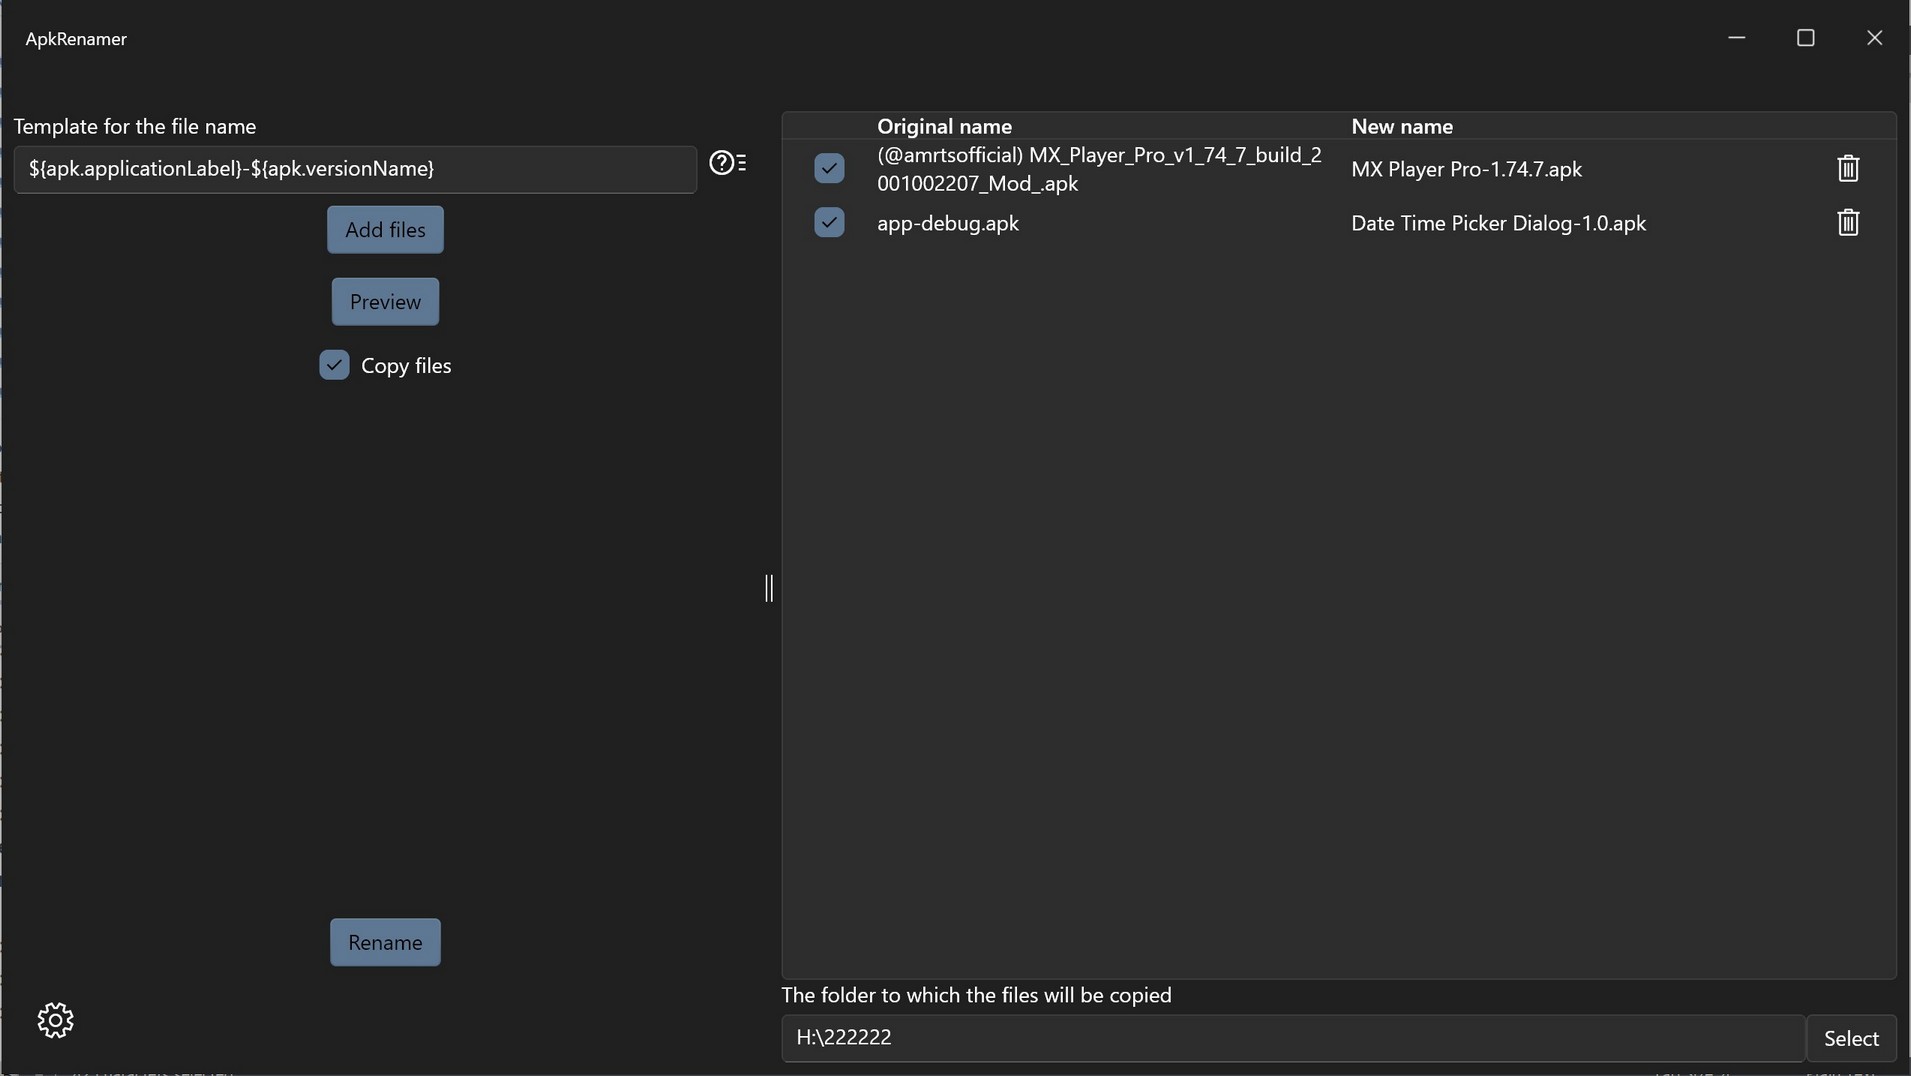 ApkRenamer
Template for the file name
${apk.applicationLabel}-${apk.versionName}
Add files
Preview
Copy files
Rename
Original name
New name
(@amrtsofficial) MX_Player_Pro_v1_74_7_build_2
001002207_Mod_.apk
MX Player Pro-1.74.7.apk
app-debug.apk
Date Time Picker Dialog-1.0.apk
The folder to which the files will be copied
H:\222222
Select